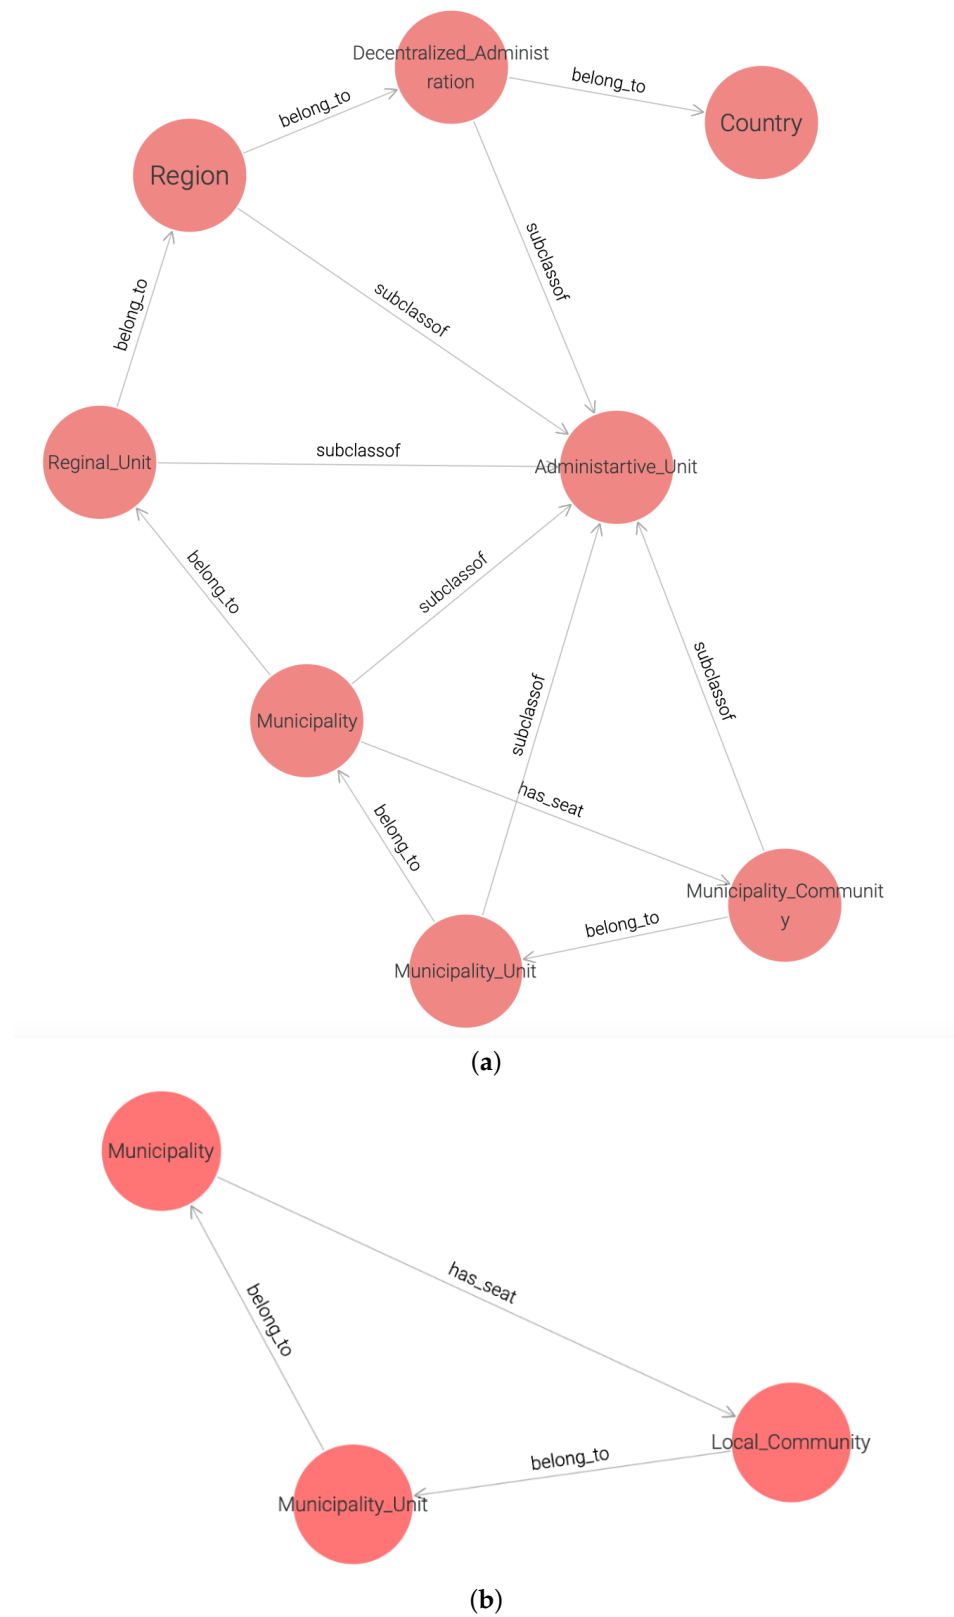 Decentralized_Administ
ration
belong_to
Country
belong_to
Region
subclassof
subclassof
belong_to
Reginal_Unit
subclassof
Administartive_Unit
belong_to
subclassof
subclassof
subclassof
Municipality
has_seat
belong_to
Municipality_Communit
y
belong_to
Municipality_Unit
(a)
Municipality
has_seat
belong_to
Local_Community
belong_to
Municipality_Unit
(b)